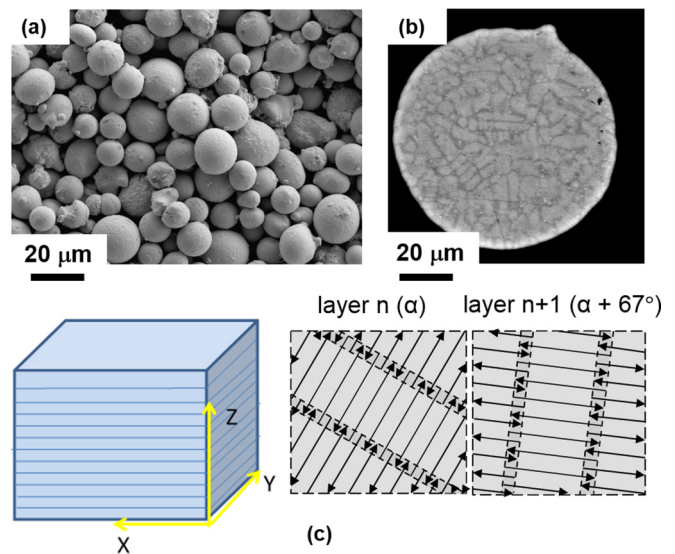 (a)
(b)
20 μm
20 μm
layer n (α)
layer n+1 (α + 67°)
Z
Y
X
(c)